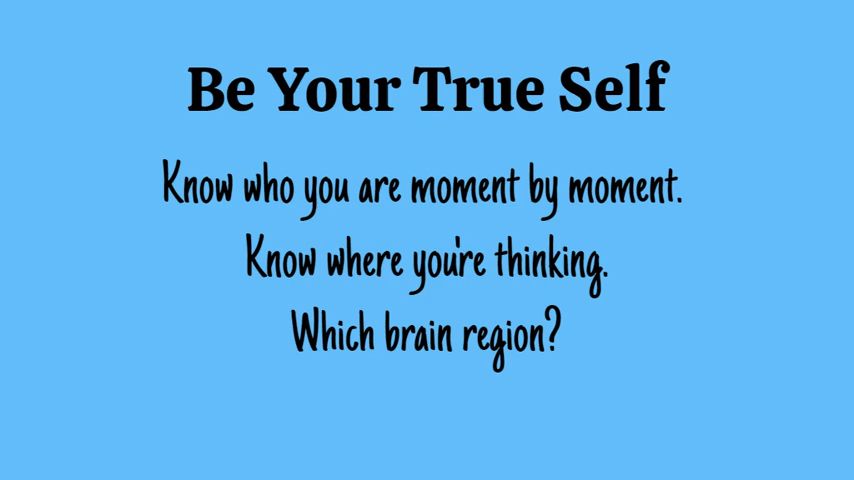 Be Your True Self
Know who you are moment by moment.
Know where you're thinking.
Which brain region?